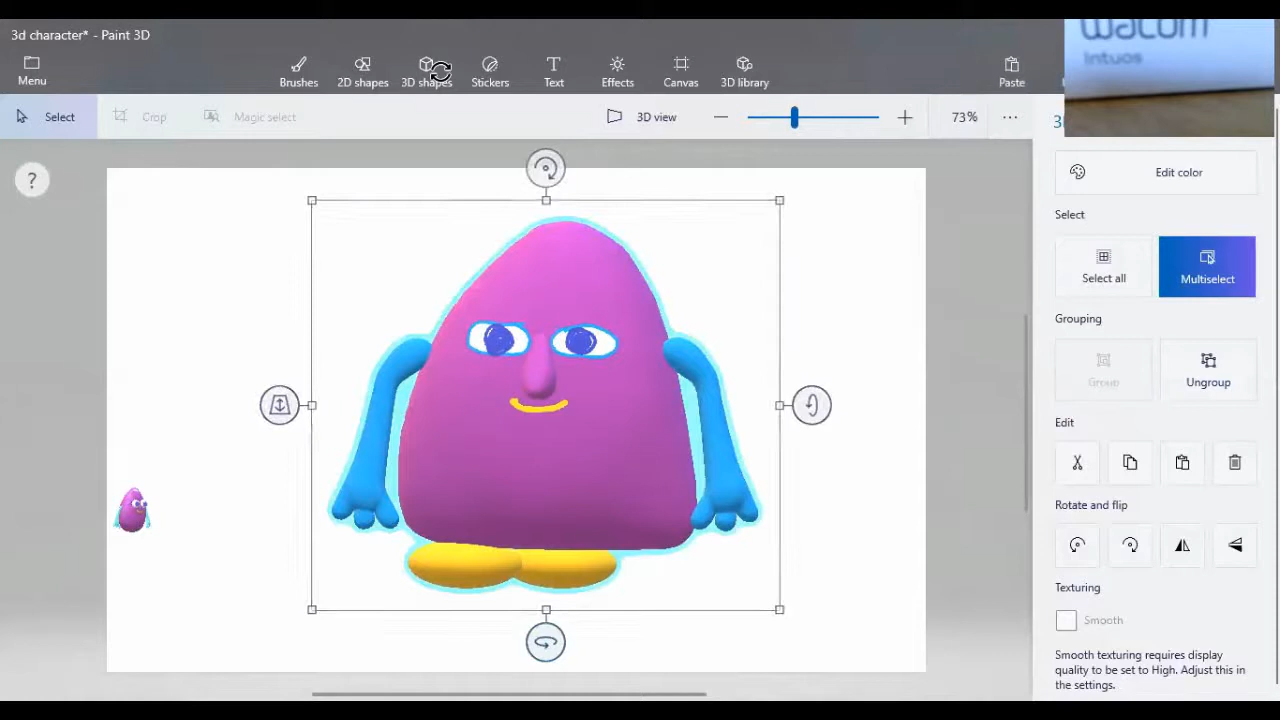 3d character* - Paint 3D
wacom
Intuos
Menu
Brushes
2D shapes
3D shapes
Stickers
Text
Effects
Canvas
3D library
Paste
Select
Crop
Magic select
3D view
73%
3
?
Edit color
Select
Select all
Multiselect
Grouping
Group
Ungroup
Edit
Rotate and flip
Texturing
Smooth
Smooth texturing requires display
quality to be set to High. Adjust this in
the settings.